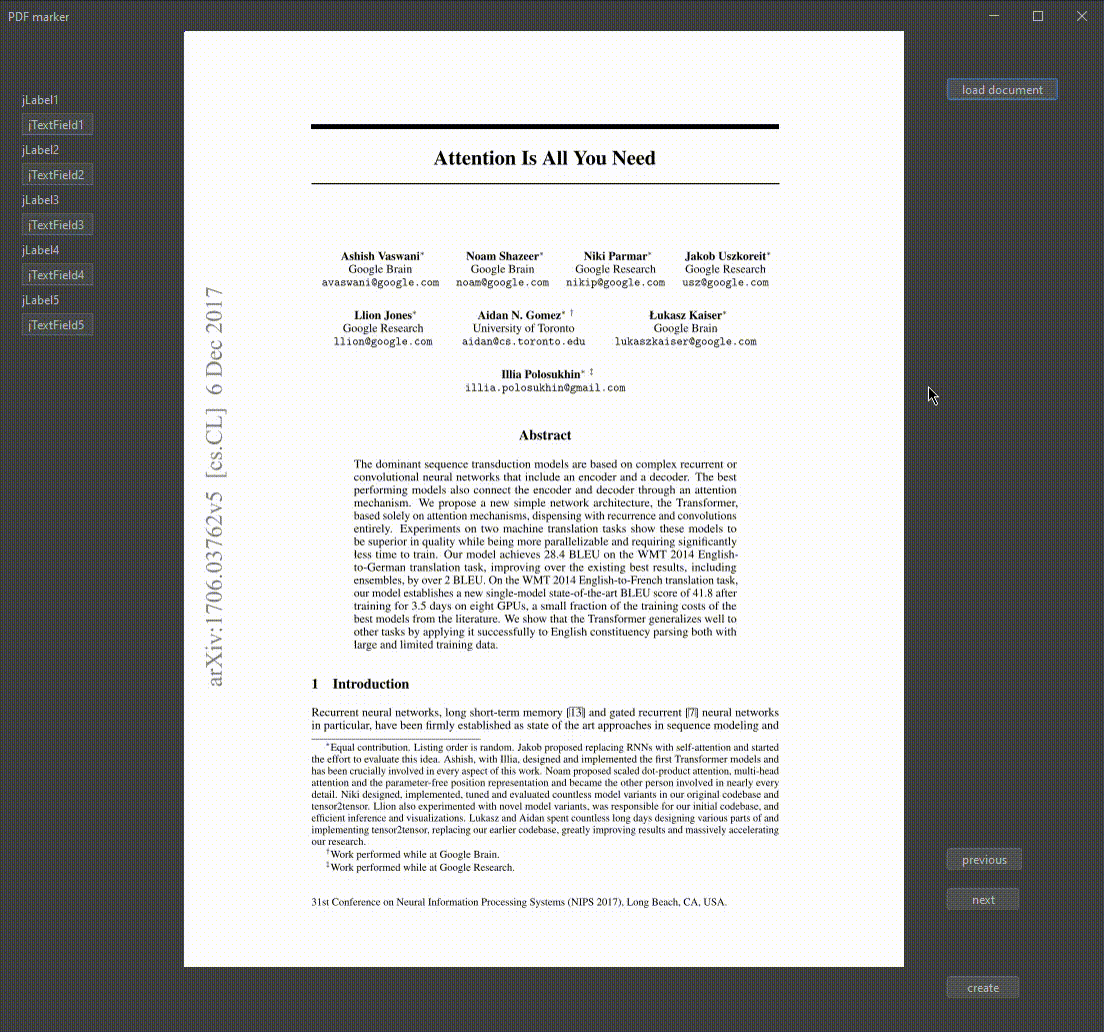 PDF marker
jLabel1
jTextField1
jLabel2
jTextField2
jLabel3
jTextField3
jLabel4
jTextField4
jLabel5
jTextField5
load document
arXiv:1706.03762v5 [cs.CL] 6 Dec 2017
Attention Is All You Need
Ashish Vaswani* Noam Shazeer* Niki Parmar* Jakob Uszkoreit*
Google Brain Google Brain Google Research Google Research
avaswani@google.com noam@google.com nikip@google.com usz@google.com
Llion Jones* Aidan N. Gomez* † Łukasz Kaiser*
Google Research University of Toronto Google Brain
llion@google.com aidan@cs.toronto.edu lukaszkaiser@google.com
Illia Polosukhin* ‡
illia.polosukhin@gmail.com
Abstract
The dominant sequence transduction models are based on complex recurrent or
convolutional neural networks that include an encoder and a decoder. The best
performing models also connect the encoder and decoder through an attention
mechanism. We propose a new simple network architecture, the Transformer,
based solely on attention mechanisms, dispensing with recurrence and convolutions
entirely. Experiments on two machine translation tasks show these models to
be superior in quality while being more parallelizable and requiring significantly
less time to train. Our model achieves 28.4 BLEU on the WMT 2014 English-
to-German translation task, improving over the existing best results, including
ensembles, by over 2 BLEU. On the WMT 2014 English-to-French translation task,
our model establishes a new single-model state-of-the-art BLEU score of 41.8 after
training for 3.5 days on eight GPUs, a small fraction of the training costs of the
best models from the literature. We show that the Transformer generalizes well to
other tasks by applying it successfully to English constituency parsing both with
large and limited training data.
1 Introduction
Recurrent neural networks, long short-term memory [13] and gated recurrent [7] neural networks
in particular, have been firmly established as state of the art approaches in sequence modeling and
*Equal contribution. Listing order is random. Jakob proposed replacing RNNs with self-attention and started
the effort to evaluate this idea. Ashish, with Illia, designed and implemented the first Transformer models and
has been crucially involved in every aspect of this work. Noam proposed scaled dot-product attention, multi-head
attention and the parameter-free position representation and became the other person involved in nearly every
detail. Niki designed, implemented, tuned and evaluated countless model variants in our original codebase and
tensor2tensor. Llion also experimented with novel model variants, was responsible for our initial codebase, and
efficient inference and visualizations. Lukasz and Aidan spent countless long days designing various parts of and
implementing tensor2tensor, replacing our earlier codebase, greatly improving results and massively accelerating
our research.
†Work performed while at Google Brain.
‡Work performed while at Google Research.
31st Conference on Neural Information Processing Systems (NIPS 2017), Long Beach, CA, USA.
previous
next
create